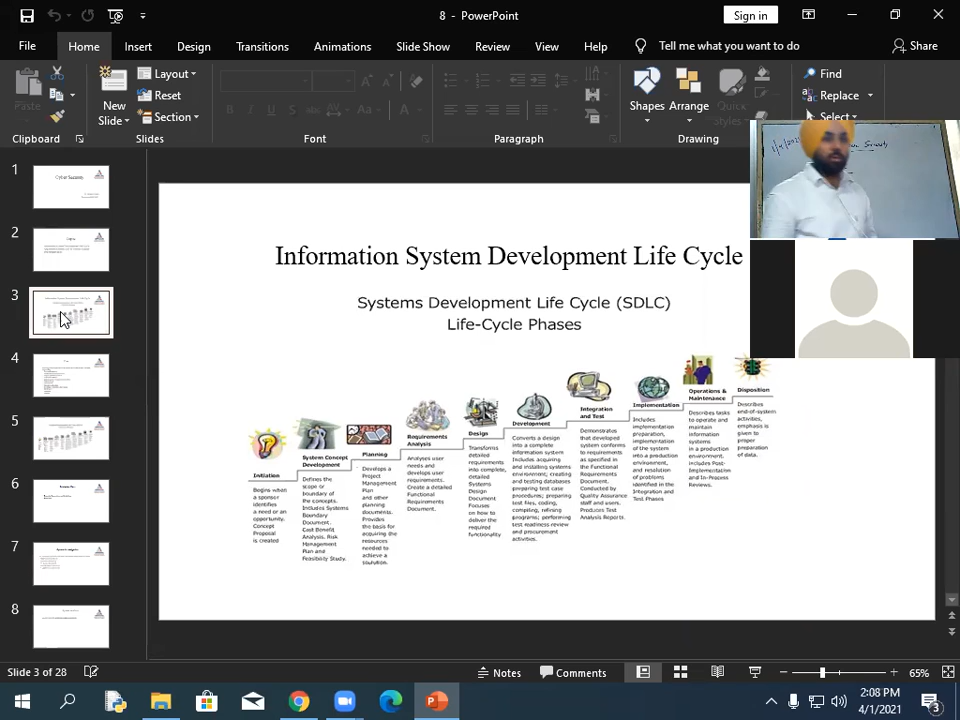 8 - PowerPoint
Sign in
File Home Insert Design Transitions Animations Slide Show Review View Help Tell me what you want to do Share
Paste
New
Slide
Layout
Reset
Section
Shapes Arrange Quick
Styles
Find
Replace
Select
Clipboard Slides Font Paragraph Drawing
1
Cyber Security
2
3
4
5
6
7
8
Information System Development Life Cycle
Systems Development Life Cycle (SDLC)
Life-Cycle Phases
Initiation
Begins when
a sponsor
identifies
a need or an
opportunity.
Concept
Proposal
is created
System Concept
Development
Defines the
scope or
boundary of
the concepts.
Includes Systems
Boundary
Document.
Cost Benefit
Analysis. Risk
Management
Plan and
Feasibility Study.
Planning
Develop a
Project
Management
Plan
and other
planning
documents.
Provides
the basis for
acquiring the
resources
needed to
achieve a
soulution.
Requirements
Analysis
Analyses user
needs and
develops user
requirements.
Create a detailed
Functional
Requirements
Document.
Design
Transforms
detailed
requirements
into complete,
detailed
Systems
Design
Document
Focuses
on how to
deliver the
required
functionality
Development
Converts a design
into a complete
information system
Includes acquiring
and installing systems
environment; creating
and testing databases
preparing test case
procedures; preparing
test files, coding,
compiling, refining
programs; performing
test readiness review
and procurement
activities.
Integration
and Test
Demonstrates
that developed
system conforms
to requirements
as specified in
the Functional
Requirements
Document.
Conducted by
Quality Assurance
staff and users.
Produces Test
Analysis Reports.
Implementation
Includes
implementation
preparation,
implementation
of the system
into a production
environment,
and resolution
of problems
identified in the
Integration and
Test Phases
Operations &
Maintenance
Describes tasks
to operate and
maintain
information
systems
in a production
environment.
Includes Post-
Implementation
and In-Process
Reviews.
Disposition
Describes
end-of-system
activities,
emphasis is
given to
proper
preparation
of data.
Slide 3 of 28
Notes
Comments
65%
2:08 PM
4/1/2021
3